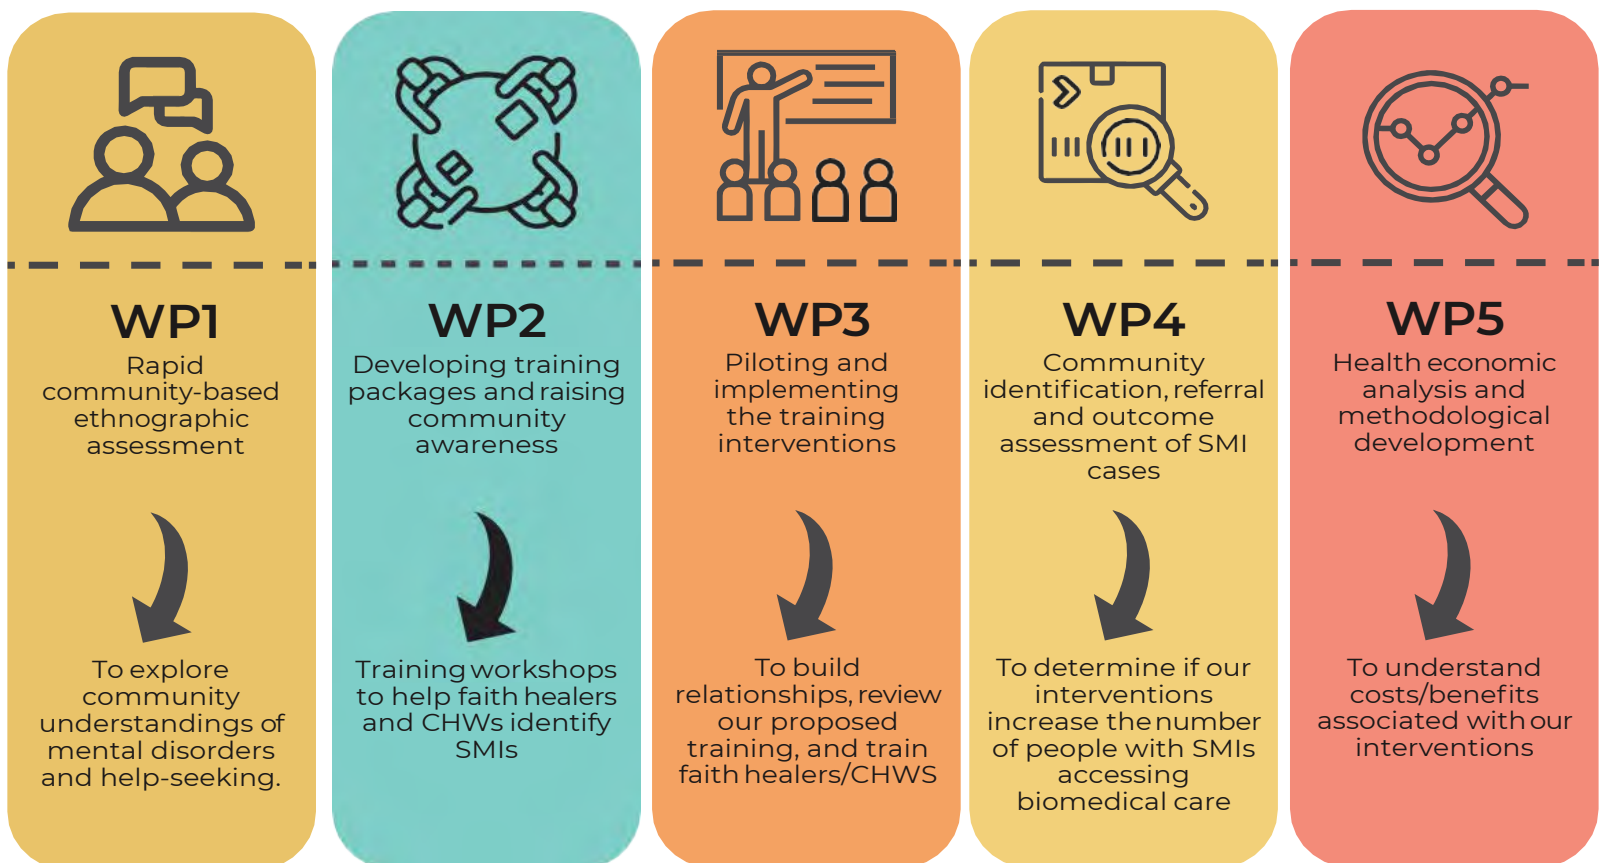 WP1
Rapid
community-based
ethnographic
assessment
To explore
community
understandings of
mental disorders
and help-seeking.
WP2
Developing training
packages and raising
community
awareness
Training workshops
to help faith healers
and CHWs identify
SMIs
WP3
Piloting and
implementing
the training
interventions
To build
relationships, review
our proposed
training, and train
faith healers/CHWS
WP4
Community
identification, referral
and outcome
assessment of SMI
cases
To determine if our
interventions
increase the number
of people with SMIs
accessing
biomedical care
WP5
Health economic
analysis and
methodological
development
To understand
costs/benefits
associated with our
interventions